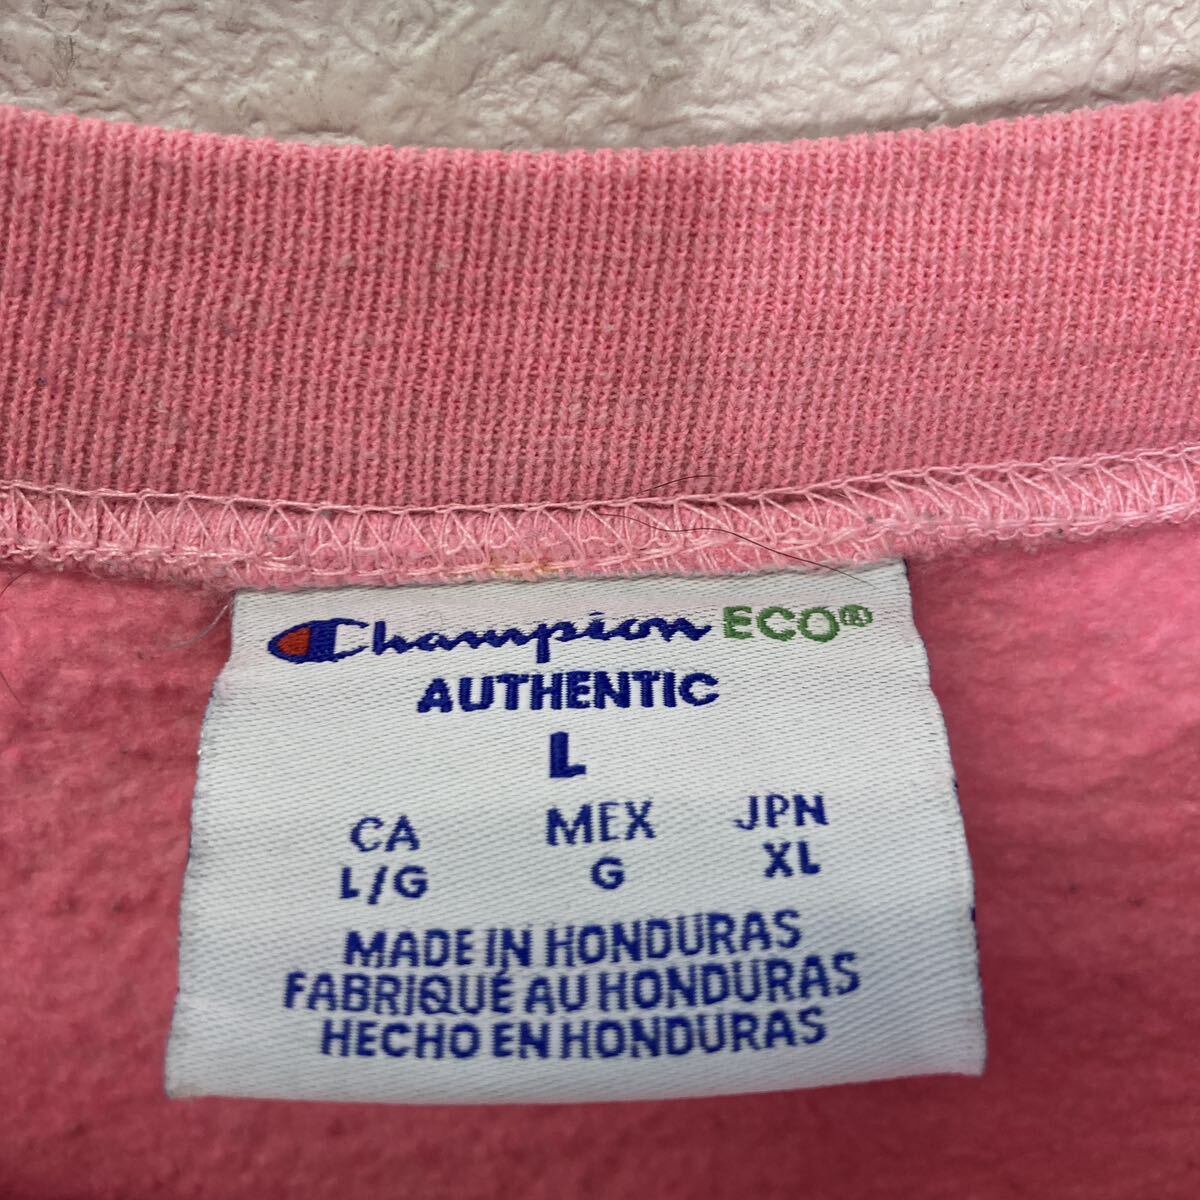 Champion ECO®
AUTHENTIC
L
CA MEX JPN
L/G G XL
MADE IN HONDURAS
FABRIQUÉ AU HONDURAS
HECHO EN HONDURAS